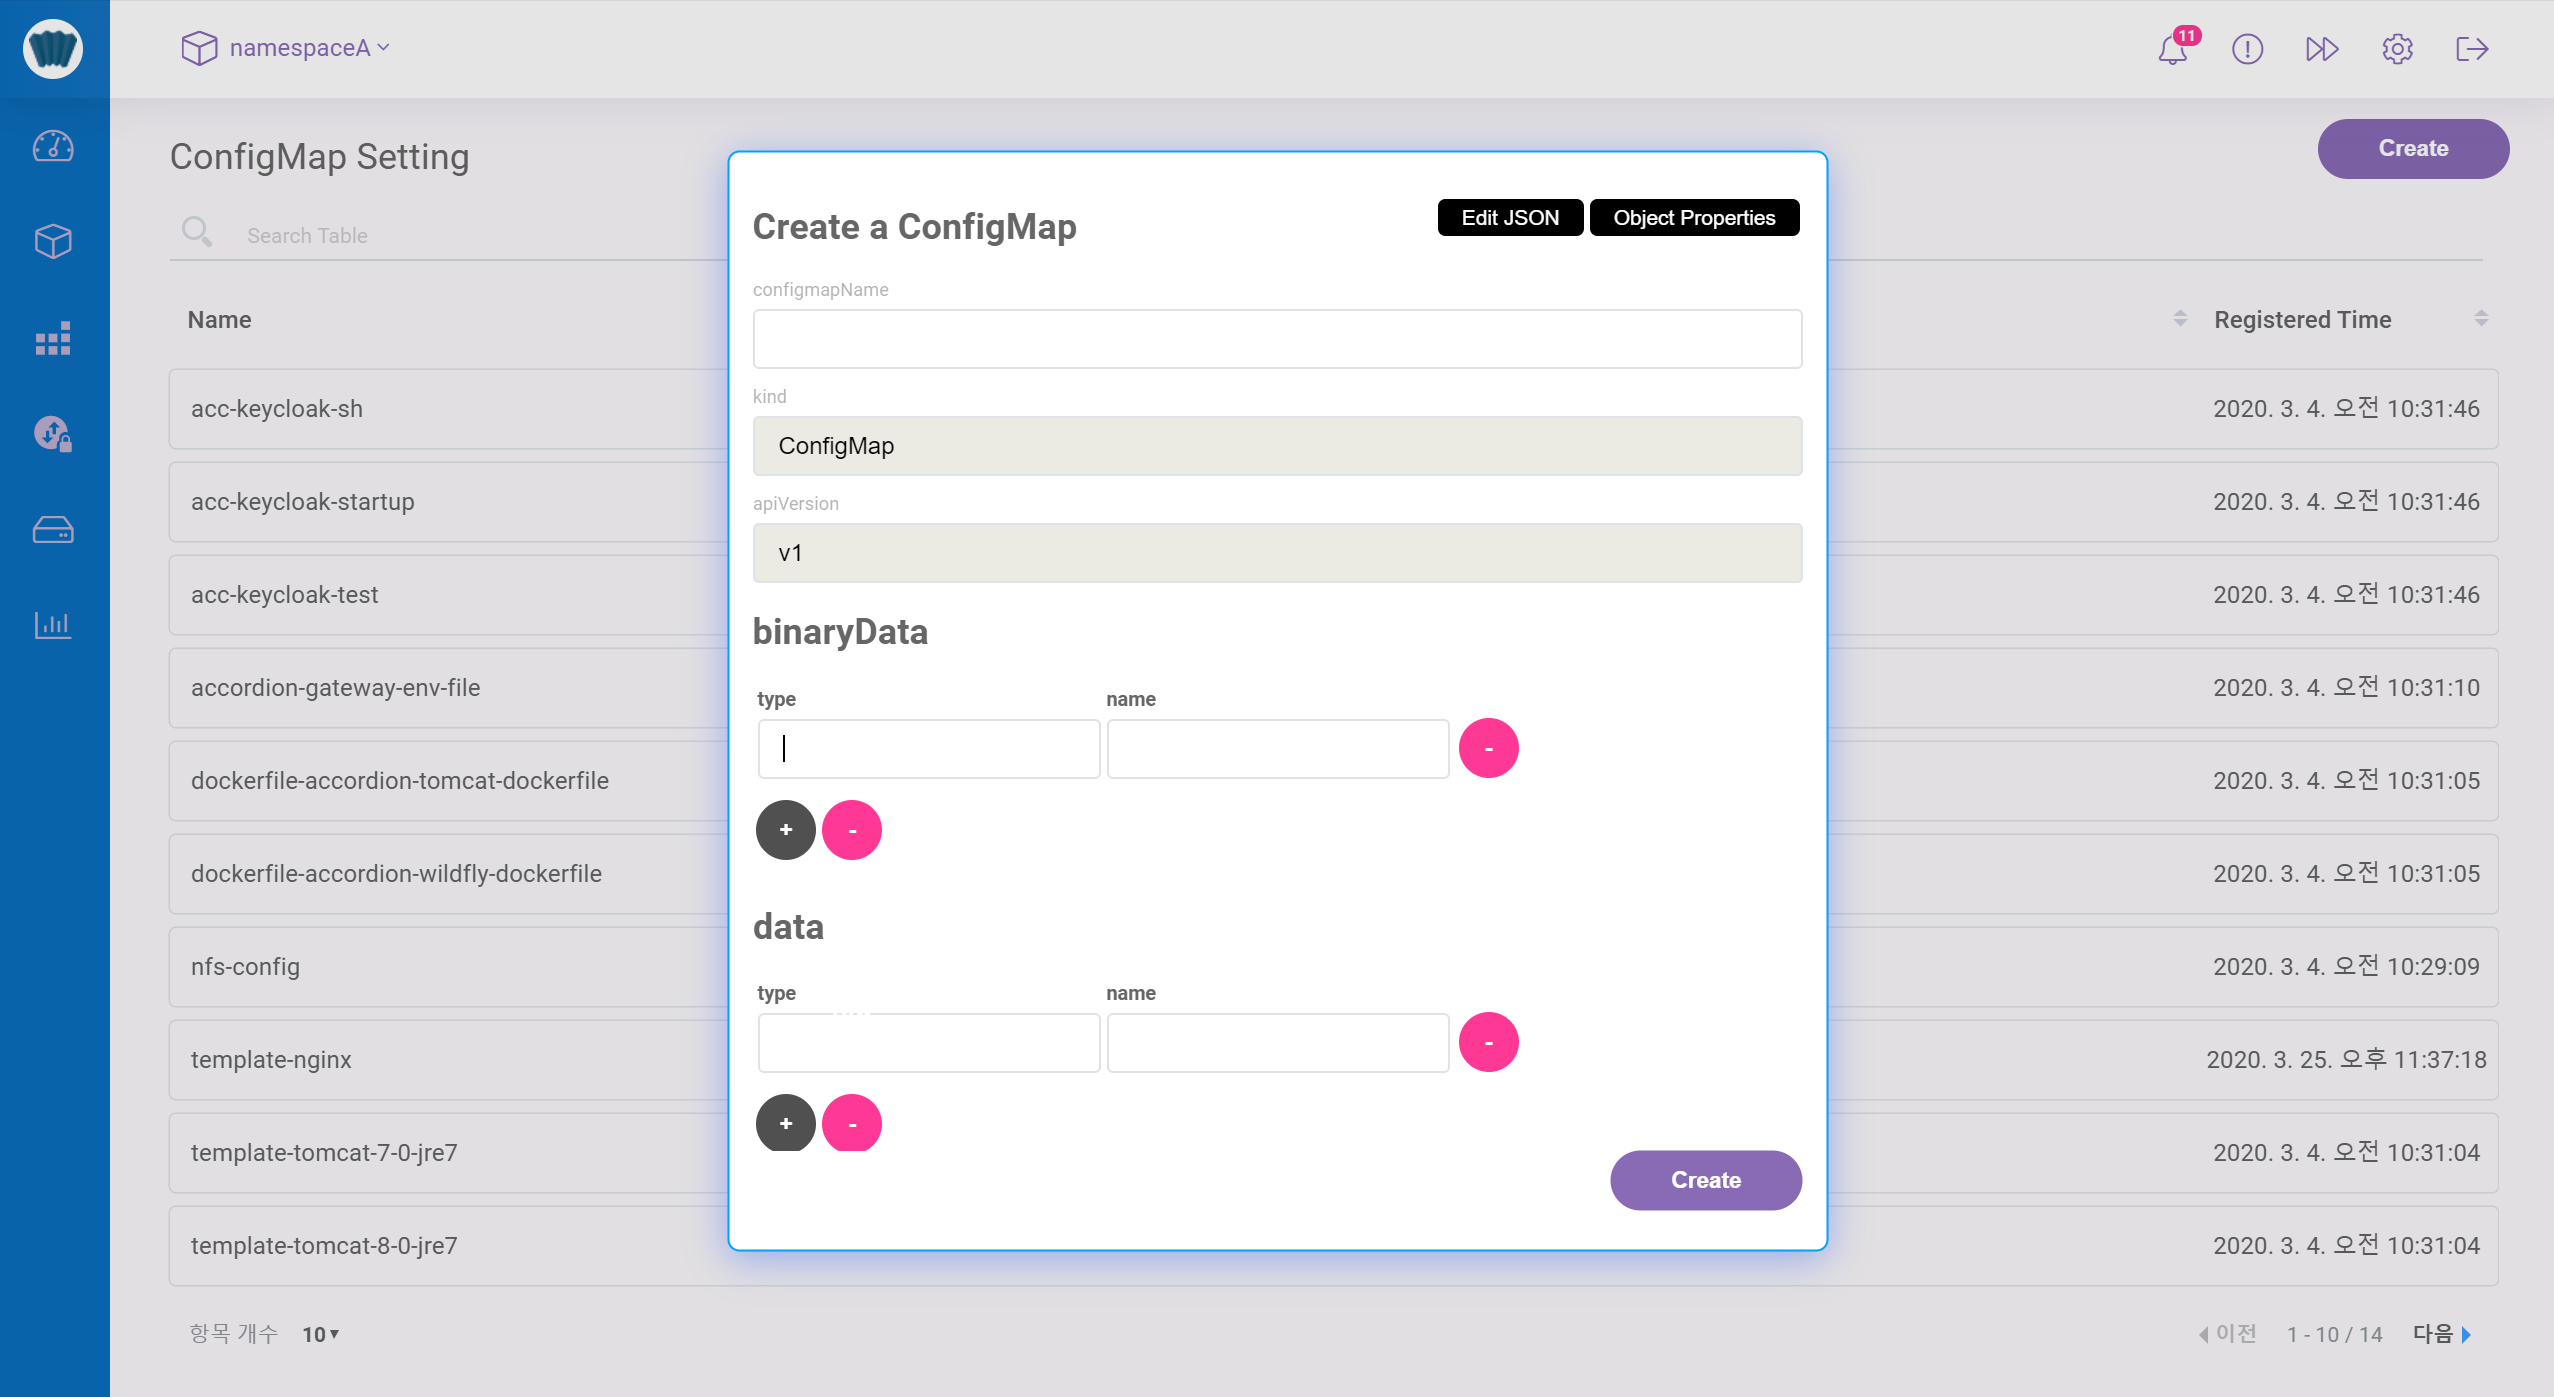 namespaceA
11
ConfigMap Setting
Create
Search Table
Name
Registered Time
acc-keycloak-sh
2020. 3. 4. 오전 10:31:46
acc-keycloak-startup
2020. 3. 4. 오전 10:31:46
acc-keycloak-test
2020. 3. 4. 오전 10:31:46
accordion-gateway-env-file
2020. 3. 4. 오전 10:31:10
dockerfile-accordion-tomcat-dockerfile
2020. 3. 4. 오전 10:31:05
dockerfile-accordion-wildfly-dockerfile
2020. 3. 4. 오전 10:31:05
nfs-config
2020. 3. 4. 오전 10:29:09
template-nginx
2020. 3. 25. 오후 11:37:18
template-tomcat-7-0-jre7
2020. 3. 4. 오전 10:31:04
template-tomcat-8-0-jre7
2020. 3. 4. 오전 10:31:04
항목 개수 10
이전 1 - 10 / 14 다음
Create a ConfigMap
Edit JSON
Object Properties
configmapName
kind
ConfigMap
apiVersion
v1
binaryData
type name
-
+ -
data
type name
-
+ -
Create